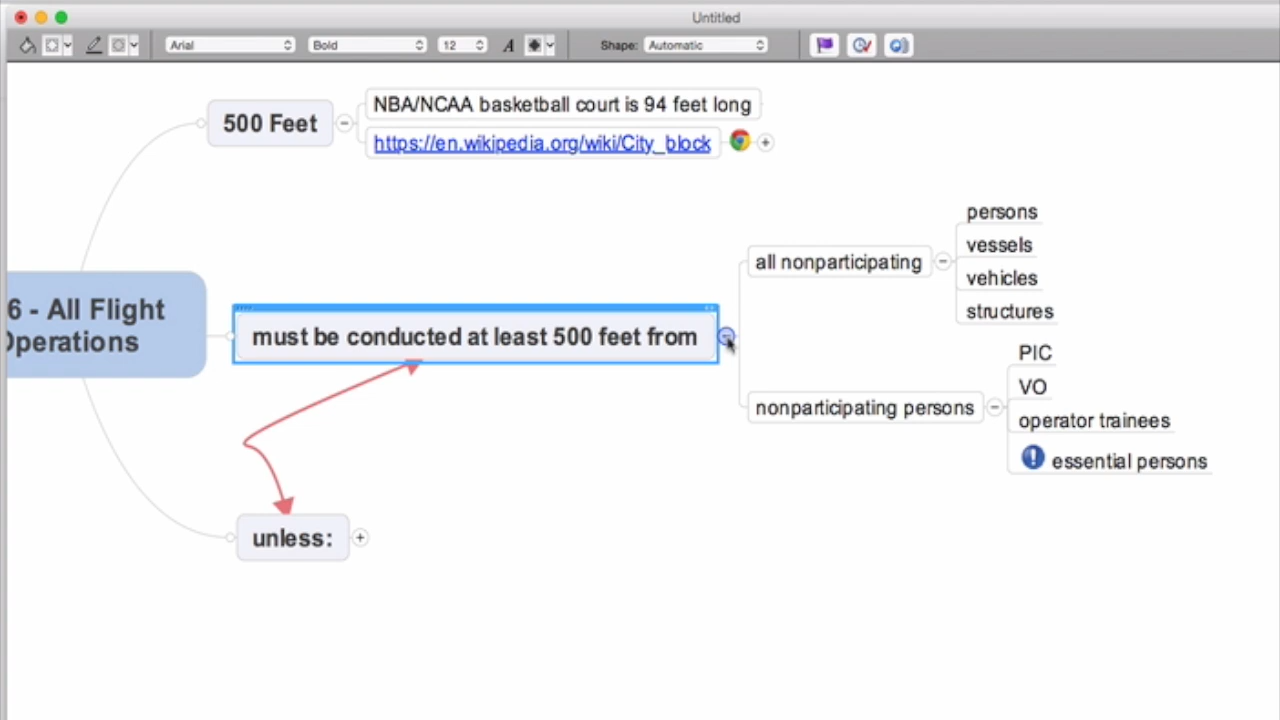 Untitled
Arial
Bold
12
A
Shape: Automatic
500 Feet
NBA/NCAA basketball court is 94 feet long
https://en.wikipedia.org/wiki/City_block
6 - All Flight
Operations
must be conducted at least 500 feet from
all nonparticipating
persons
vessels
vehicles
structures
nonparticipating persons
PIC
VO
operator trainees
essential persons
unless: